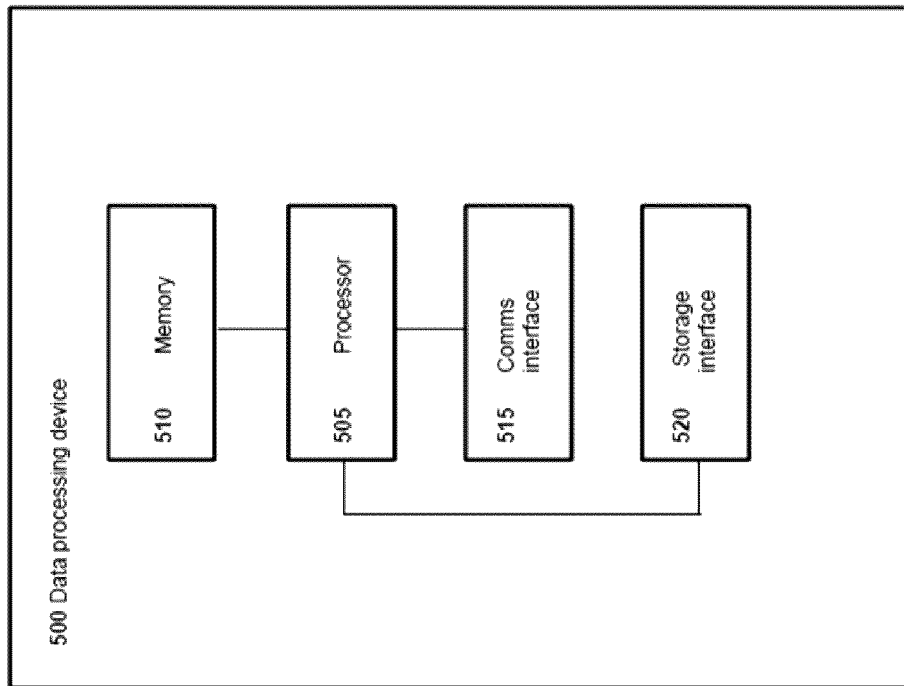 500 Data processing device
510 Memory
505 Processor
515 Comms
interface
520 Storage
interface